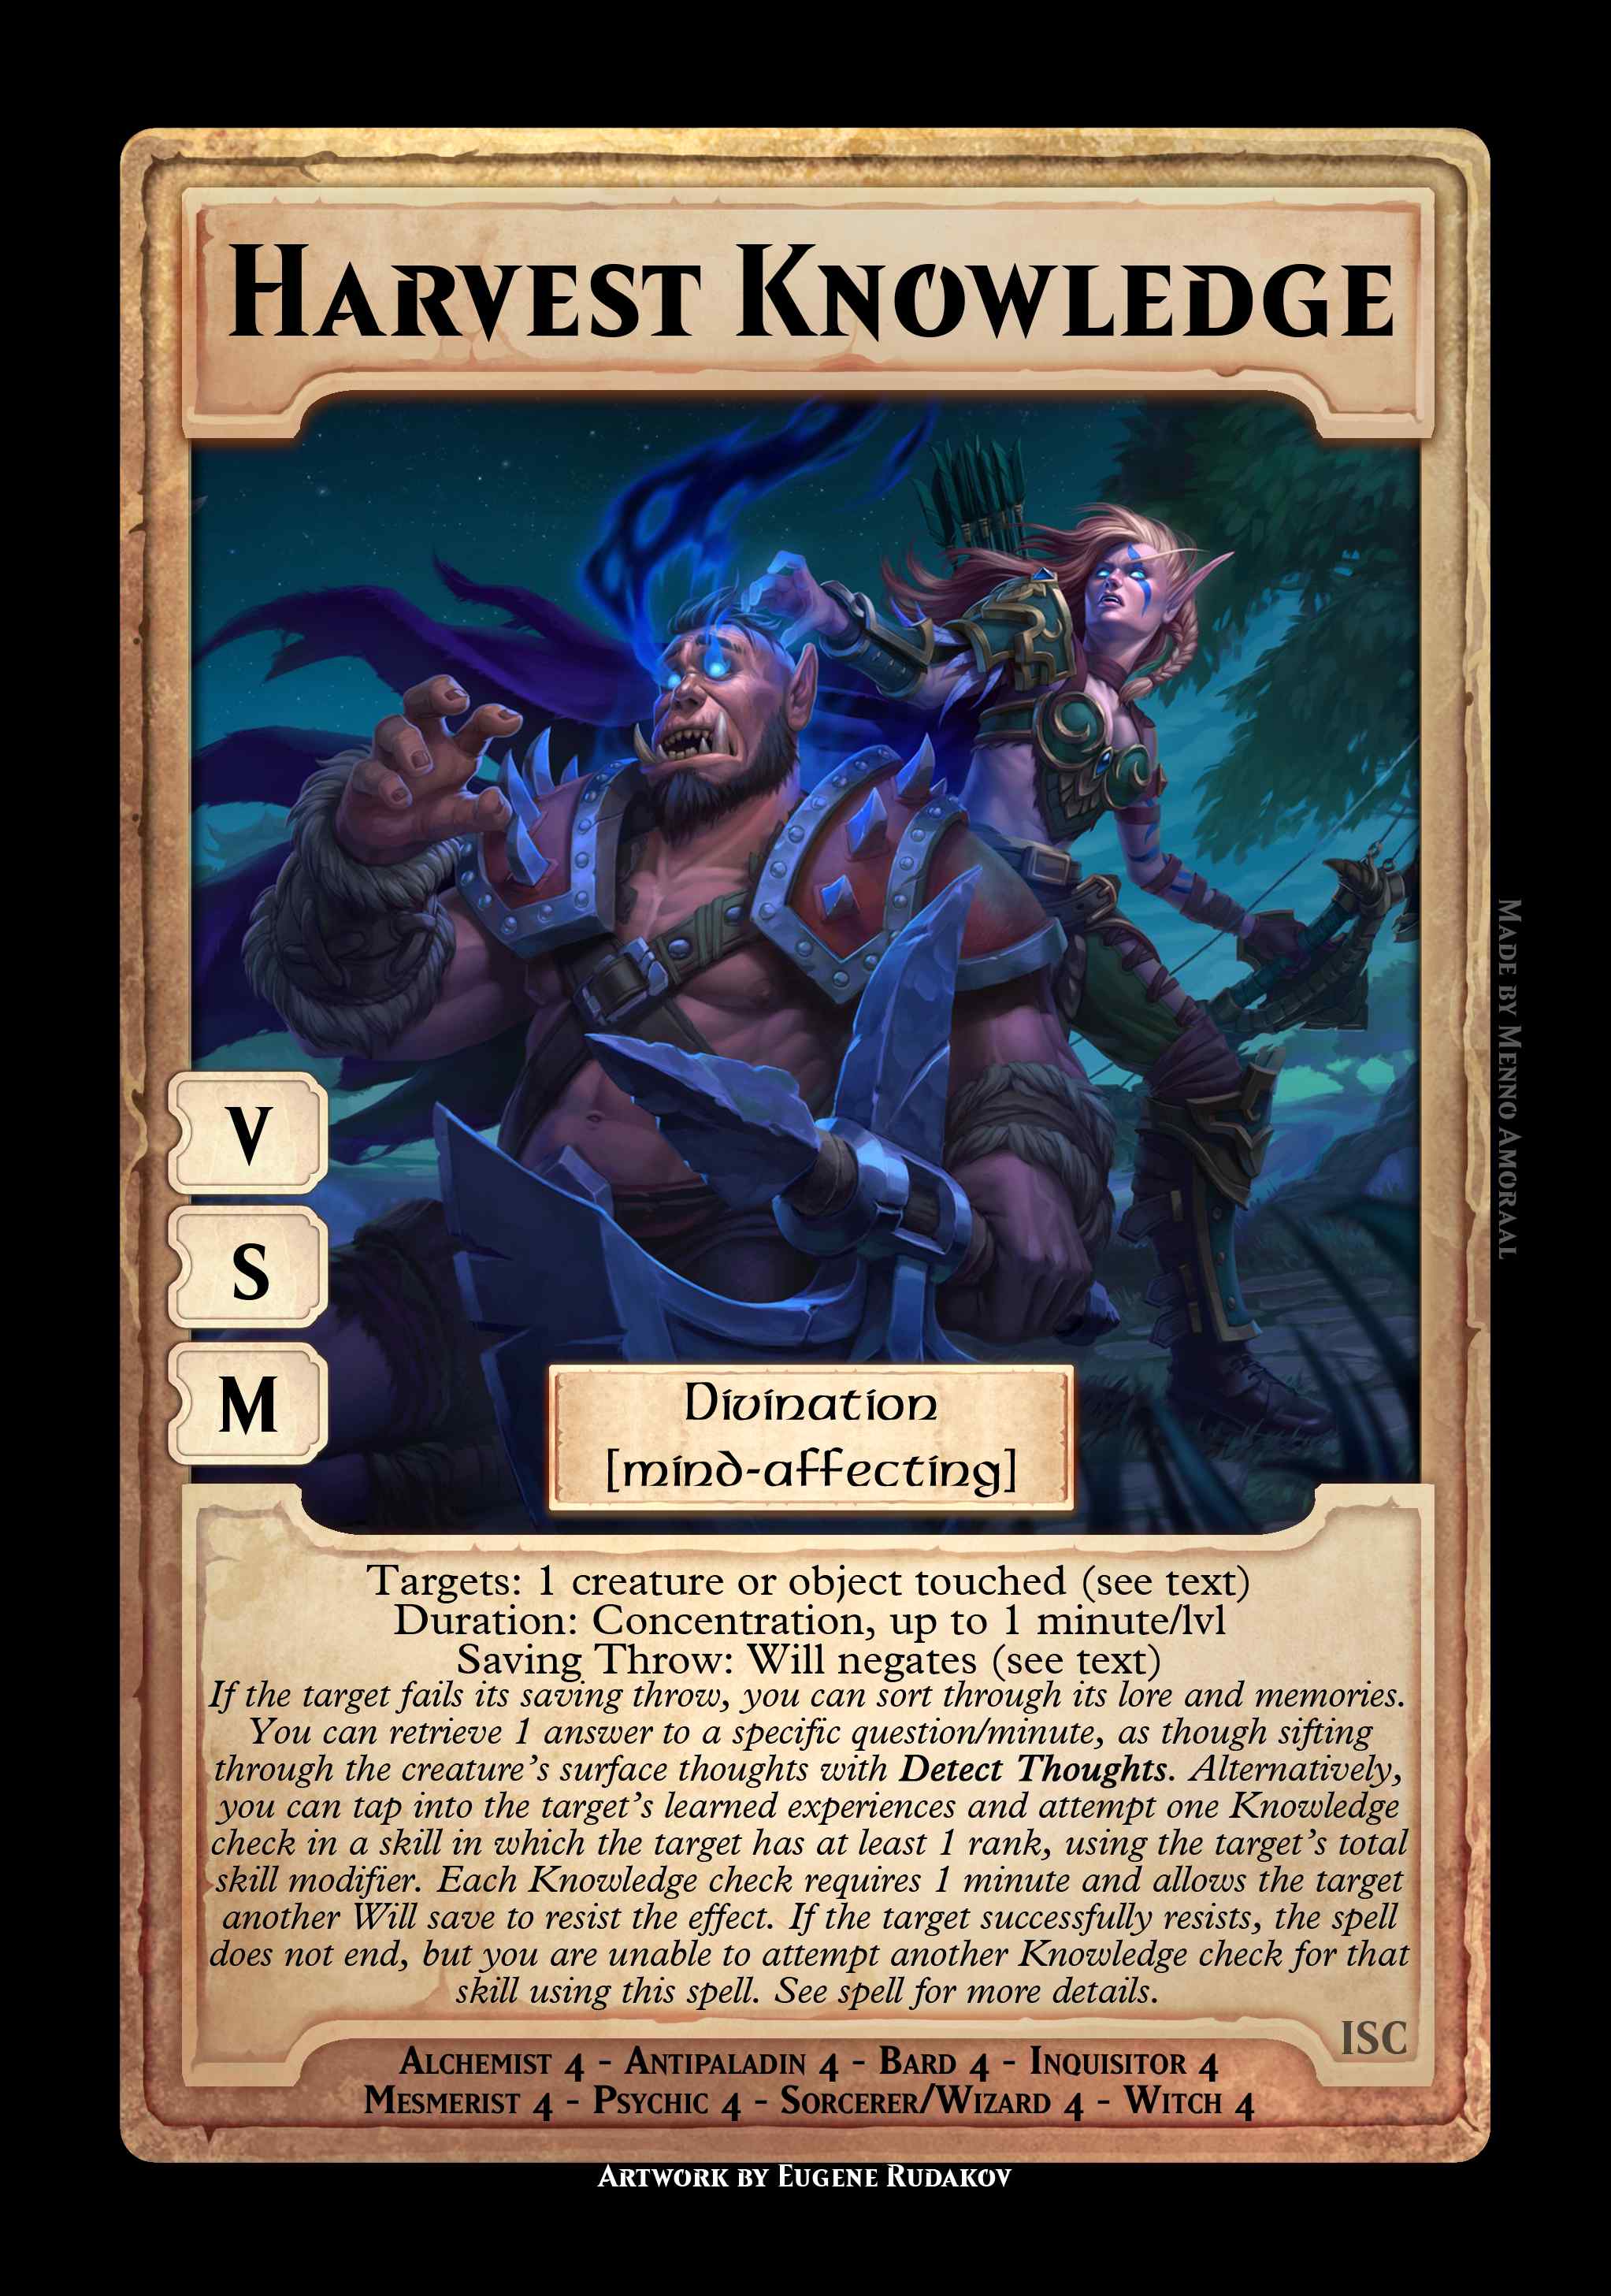 Harvest Knowledge
V
S
M
Divination
[mind-affecting]
Targets: 1 creature or object touched (see text)
Duration: Concentration, up to 1 minute/lvl
Saving Throw: Will negates (see text)
If the target fails its saving throw, you can sort through its lore and memories.
You can retrieve 1 answer to a specific question/minute, as though sifting
through the creature's surface thoughts with Detect Thoughts. Alternatively,
you can tap into the target's learned experiences and attempt one Knowledge
check in a skill in which the target has at least 1 rank, using the target's total
skill modifier. Each Knowledge check requires 1 minute and allows the target
another Will save to resist the effect. If the target successfully resists, the spell
does not end, but you are unable to attempt another Knowledge check for that
skill using this spell. See spell for more details.
ISC
Alchemist 4 - Antipaladin 4 - Bard 4 - Inquisitor 4
Mesmerist 4 - Psychic 4 - Sorcerer/Wizard 4 - Witch 4
Artwork by Eugene Rudakov
Made by Menno Amoraal